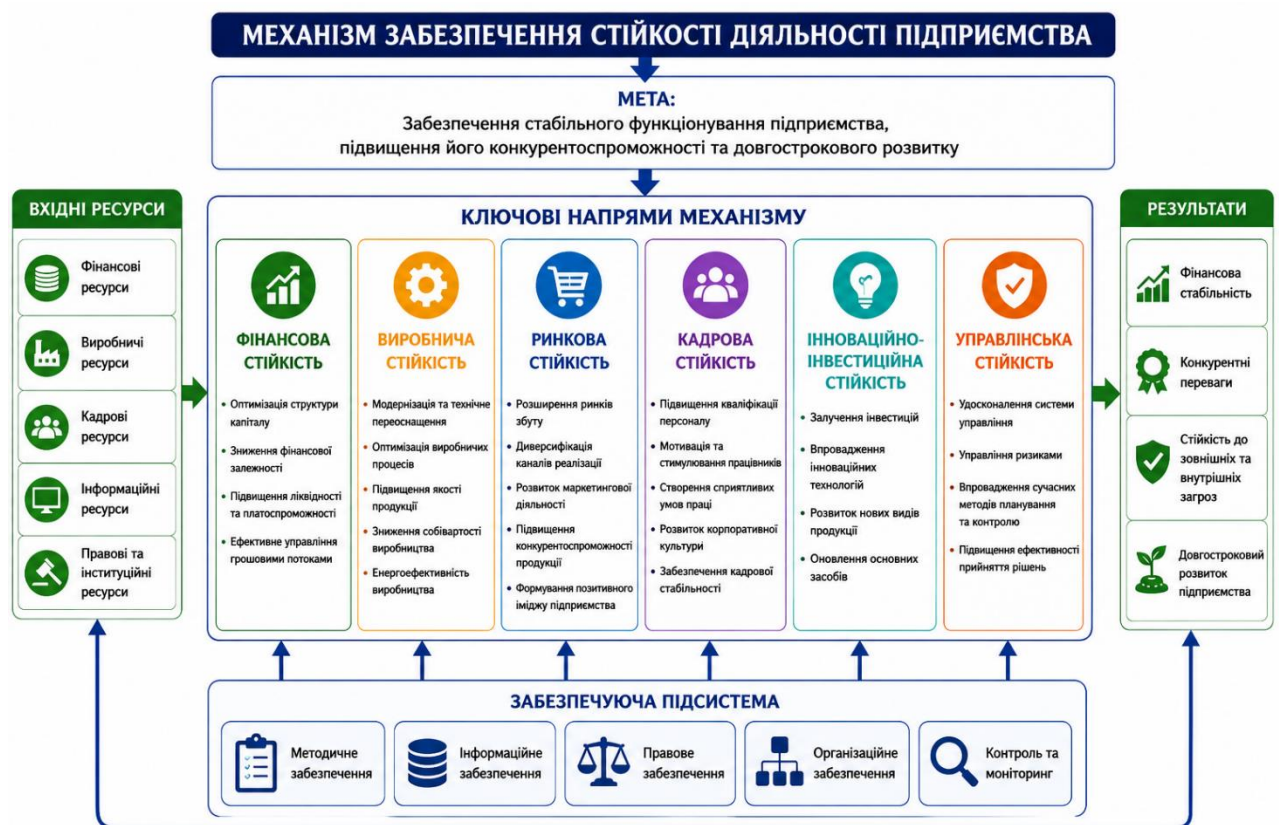 МЕХАНІЗМ ЗАБЕЗПЕЧЕННЯ СТІЙКОСТІ ДІЯЛЬНОСТІ ПІДПРИЄМСТВА
МЕТА:
Забезпечення стабільного функціонування підприємства,
підвищення його конкурентоспроможності та довгострокового розвитку
ВХІДНІ РЕСУРСИ
Фінансові
ресурси
Виробничі
ресурси
Кадрові
ресурси
Інформаційні
ресурси
Правові та
інституційні
ресурси
КЛЮЧОВІ НАПРЯМИ МЕХАНІЗМУ
ФІНАНСОВА
СТІЙКІСТЬ
• Оптимізація структури
капіталу
• Зниження фінансової
залежності
• Підвищення ліквідності
та платоспроможності
• Ефективне управління
грошовими потоками
ВИРОБНИЧА
СТІЙКІСТЬ
• Модернізація та технічне
переоснащення
• Оптимізація виробничих
процесів
• Підвищення якості
продукції
• Зниження собівартості
виробництва
• Енергоефективність
виробництва
РИНКОВА
СТІЙКІСТЬ
• Розширення ринків
збуту
• Диверсифікація
каналів реалізації
• Розвиток маркетингової
діяльності
• Підвищення
конкурентоспроможності
продукції
• Формування позитивного
іміджу підприємства
КАДРОВА
СТІЙКІСТЬ
• Підвищення кваліфікації
персоналу
• Мотивація та
стимулювання працівників
• Створення сприятливих
умов праці
• Розвиток корпоративної
культури
• Забезпечення кадрової
стабільності
ІННОВАЦІЙНО-
ІНВЕСТИЦІЙНА
СТІЙКІСТЬ
• Залучення інвестицій
• Впровадження
інноваційних
технологій
• Розвиток нових видів
продукції
• Оновлення основних
засобів
УПРАВЛІНСЬКА
СТІЙКІСТЬ
• Удосконалення системи
управління
• Управління ризиками
• Впровадження сучасних
методів планування
та контролю
• Підвищення ефективності
прийняття рішень
РЕЗУЛЬТАТИ
Фінансова
стабільність
Конкурентні
переваги
Стійкість до
зовнішніх та
внутрішніх
загроз
Довгостроковий
розвиток
підприємства
ЗАБЕЗПЕЧУЮЧА ПІДСИСТЕМА
Методичне
забезпечення
Інформаційне
забезпечення
Правове
забезпечення
Організаційне
забезпечення
Контроль та
моніторинг